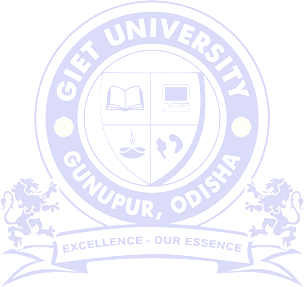 GIET UNIVERSITY
GUNUPUR, ODISHA
EXCELLENCE - OUR ESSENCE